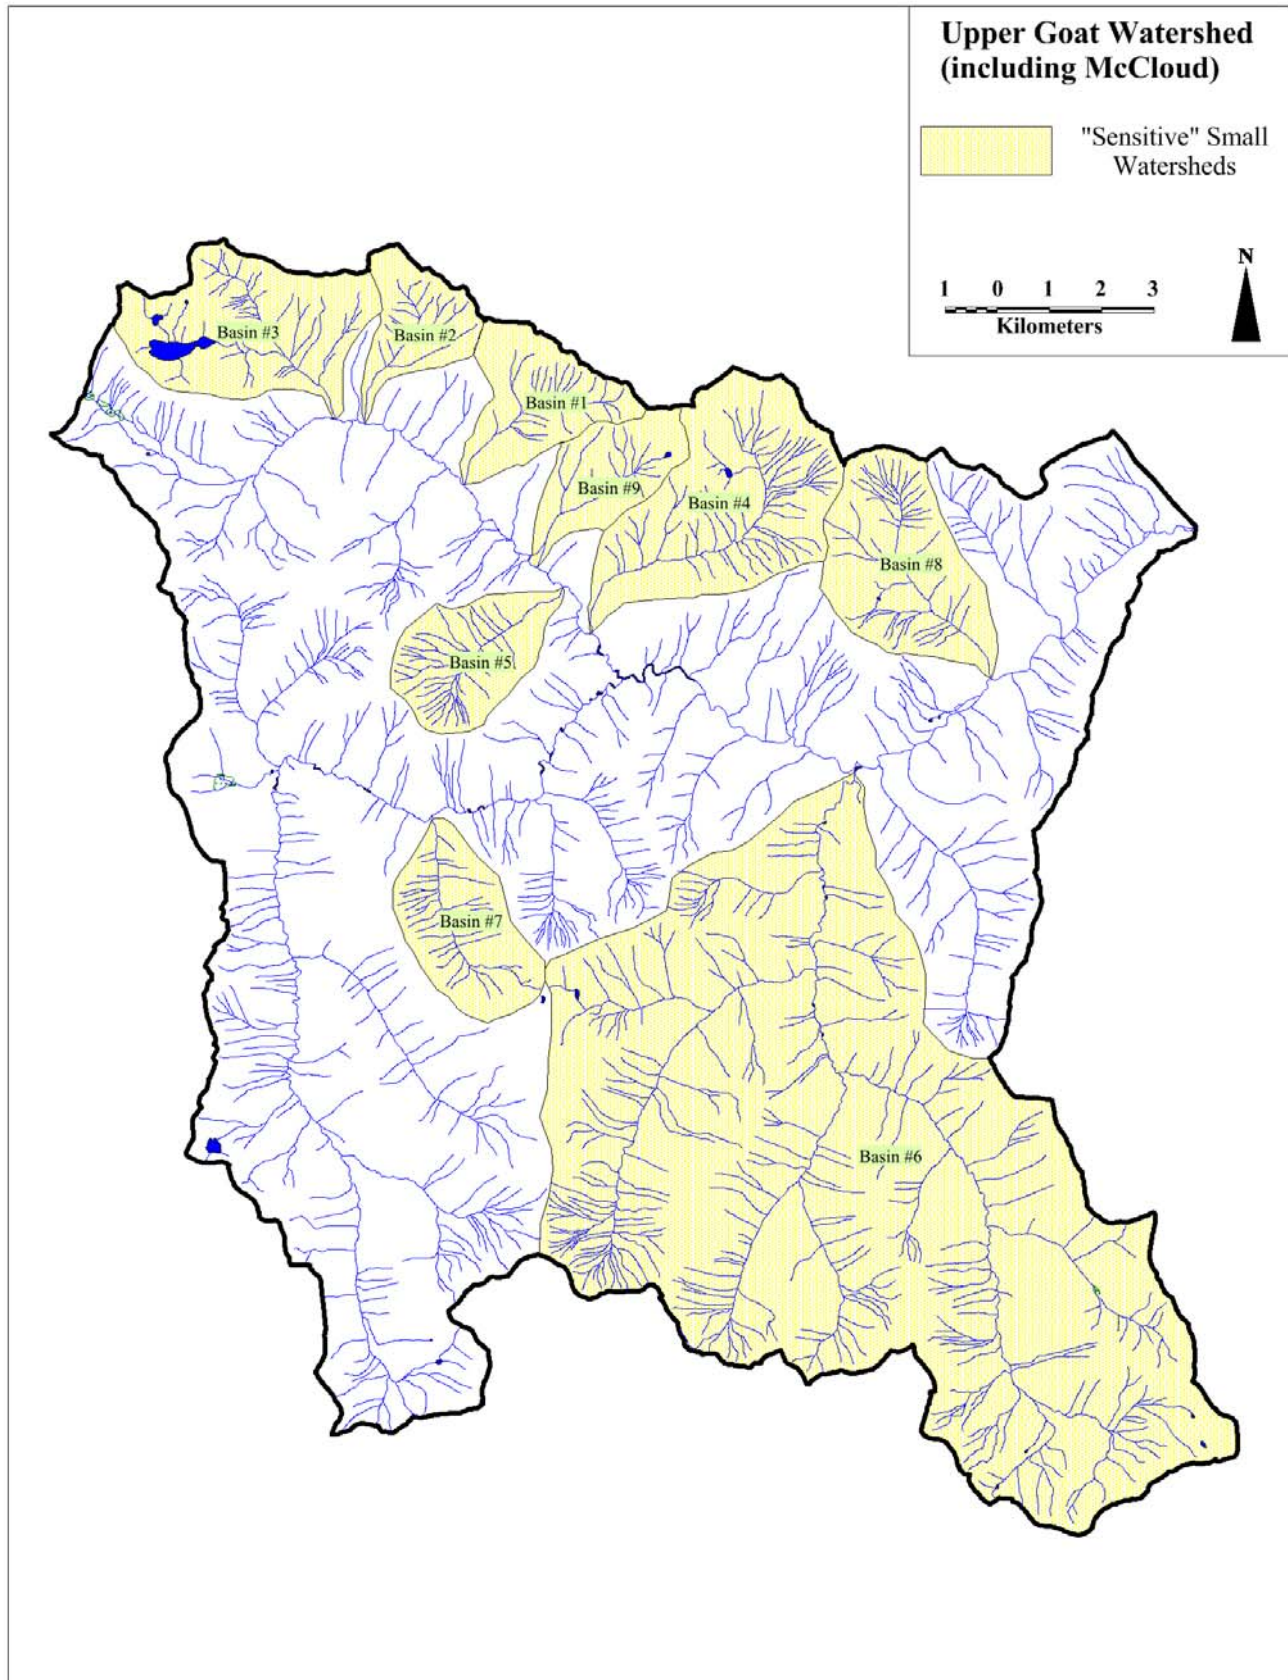 Upper Goat Watershed
(including McCloud)
"Sensitive" Small
Watersheds
N
1 0 1 2 3
Kilometers
Basin #3
Basin #2
Basin #1
Basin #9
Basin #4
Basin #8
Basin #5
Basin #7
Basin #6